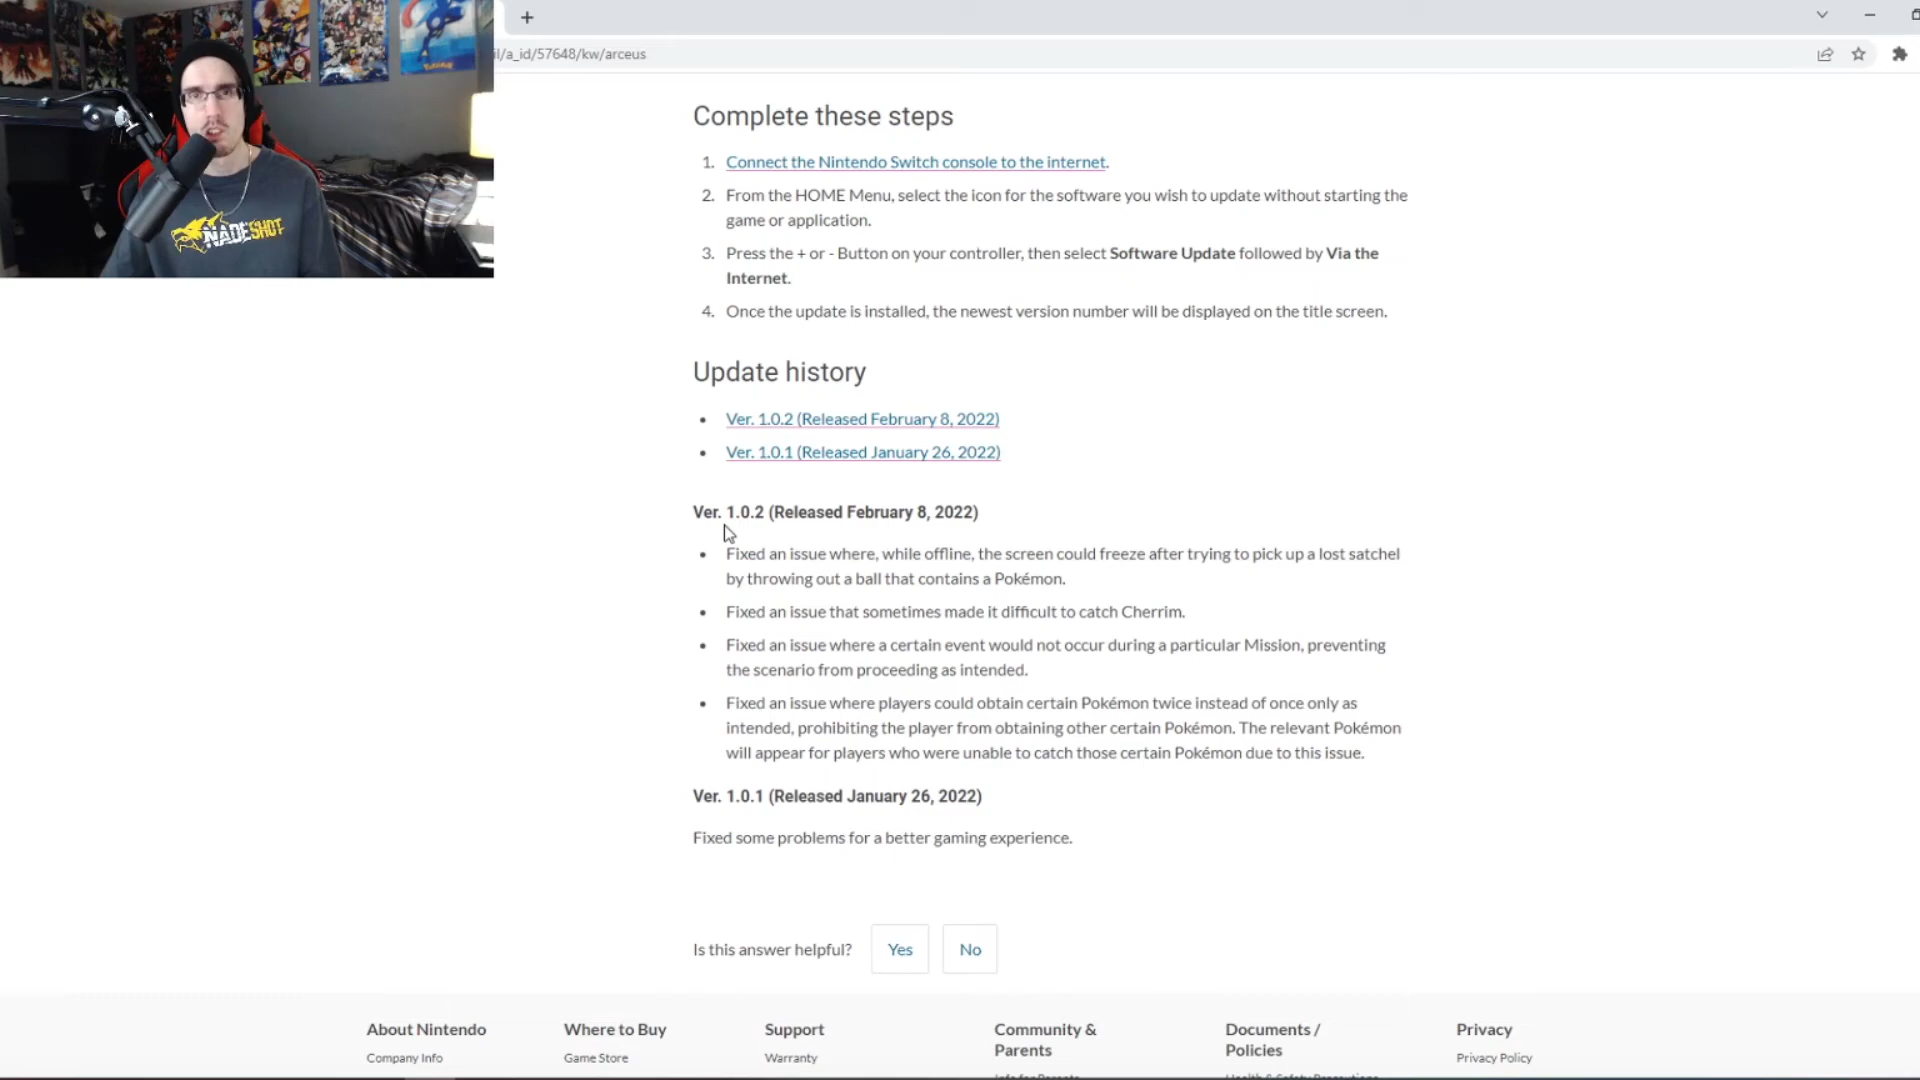 il/a_id/57648/kw/arceus
NADESHOT
Complete these steps
1. Connect the Nintendo Switch console to the internet.
2. From the HOME Menu, select the icon for the software you wish to update without starting the
game or application.
3. Press the + or - Button on your controller, then select Software Update followed by Via the
Internet.
4. Once the update is installed, the newest version number will be displayed on the title screen.
Update history
• Ver. 1.0.2 (Released February 8, 2022)
• Ver. 1.0.1 (Released January 26, 2022)
Ver. 1.0.2 (Released February 8, 2022)
• Fixed an issue where, while offline, the screen could freeze after trying to pick up a lost satchel
by throwing out a ball that contains a Pokémon.
• Fixed an issue that sometimes made it difficult to catch Cherrim.
• Fixed an issue where a certain event would not occur during a particular Mission, preventing
the scenario from proceeding as intended.
• Fixed an issue where players could obtain certain Pokémon twice instead of once only as
intended, prohibiting the player from obtaining other certain Pokémon. The relevant Pokémon
will appear for players who were unable to catch those certain Pokémon due to this issue.
Ver. 1.0.1 (Released January 26, 2022)
Fixed some problems for a better gaming experience.
Is this answer helpful? Yes No
About Nintendo
Company Info
Where to Buy
Game Store
Support
Warranty
Community &
Parents
Info for Parents
Documents /
Policies
Health & Safety Precautions
Privacy
Privacy Policy